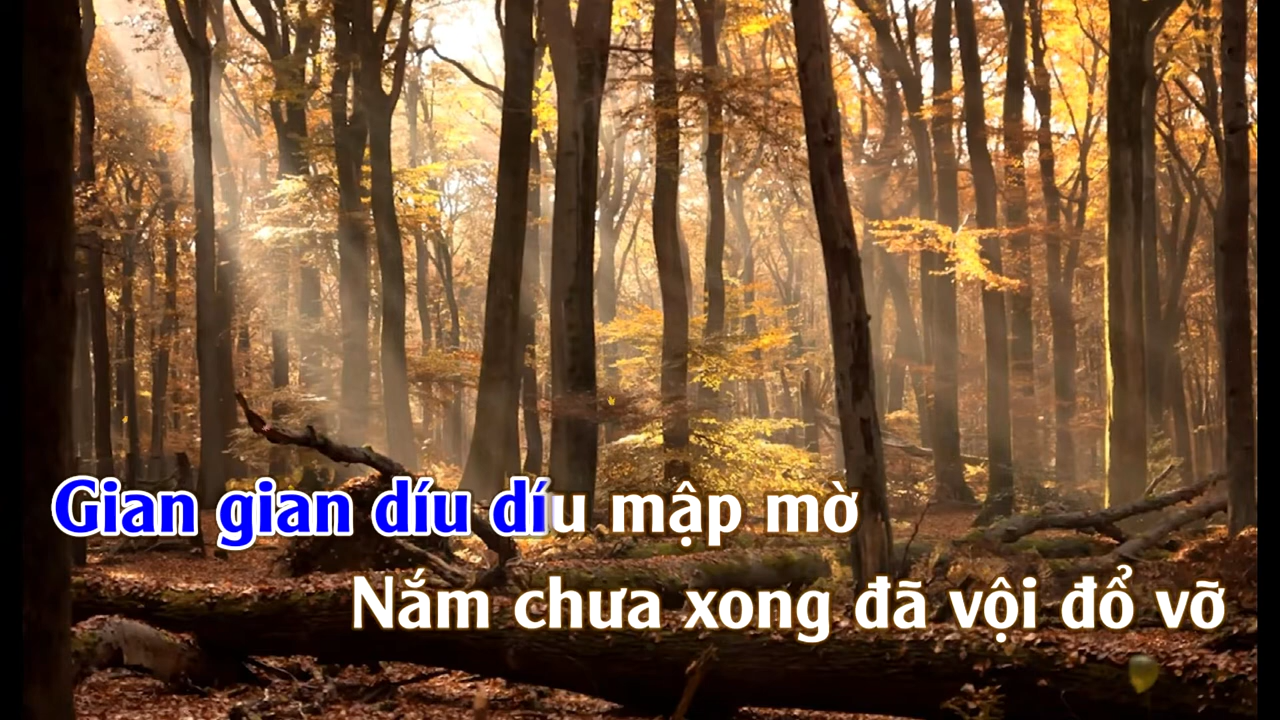 Gian gian díu díu mập mờ
Nắm chưa xong đã vội đổ vỡ